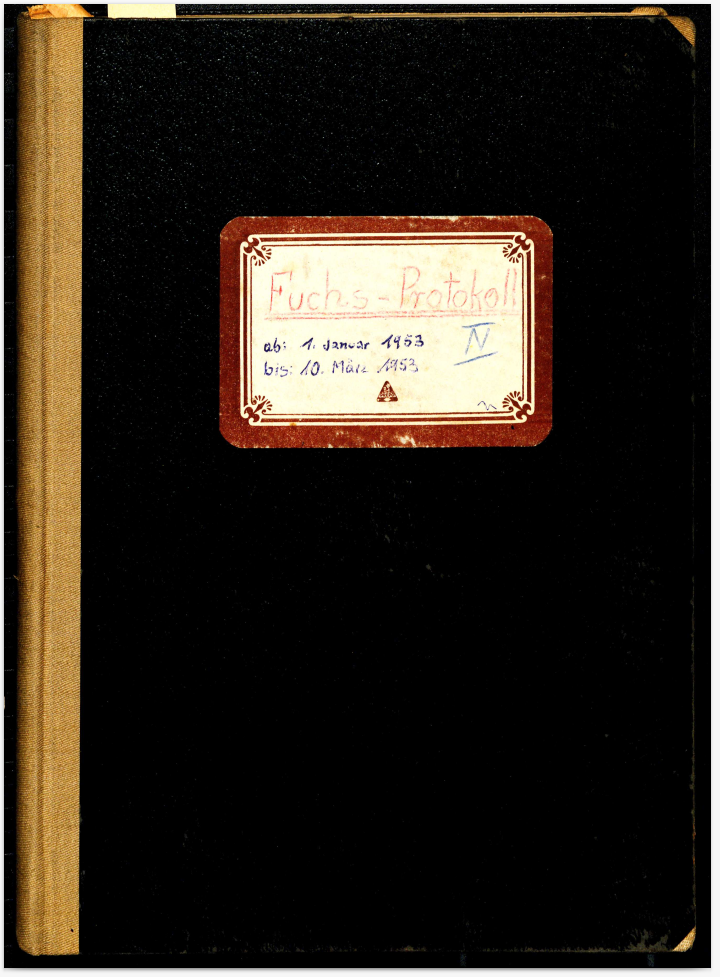 Fuchs-Protokoll
IV
ab: 1. Januar 1953
bis: 10. März 1953